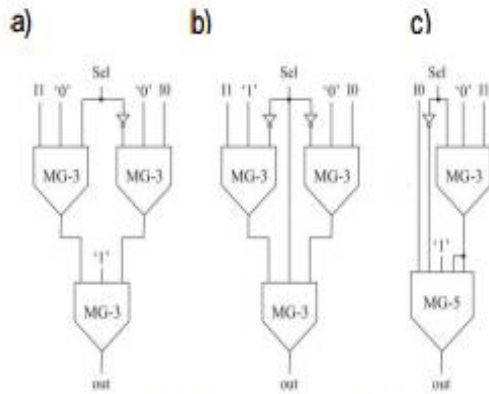 a) b) c)
Sel Sel Sel
I1 ‘0’ ‘0’ I0 I1 ‘1’ ‘0’ I0 I0 I1 ‘0’
MG-3 MG-3 MG-3 MG-3 MG-3
‘1’ ‘1’
MG-3 MG-3 MG-5
out out out